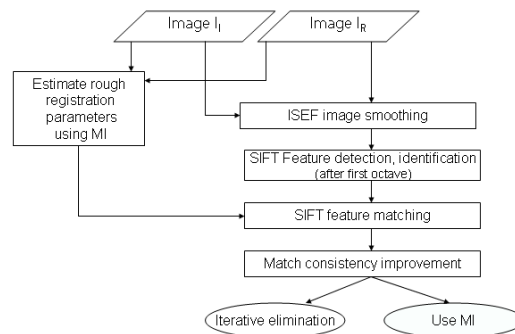 Image I_I
Image I_R
Estimate rough
registration
parameters
using MI
ISEF image smoothing
SIFT Feature detection, identification
(after first octave)
SIFT feature matching
Match consistency improvement
Iterative elimination
Use MI